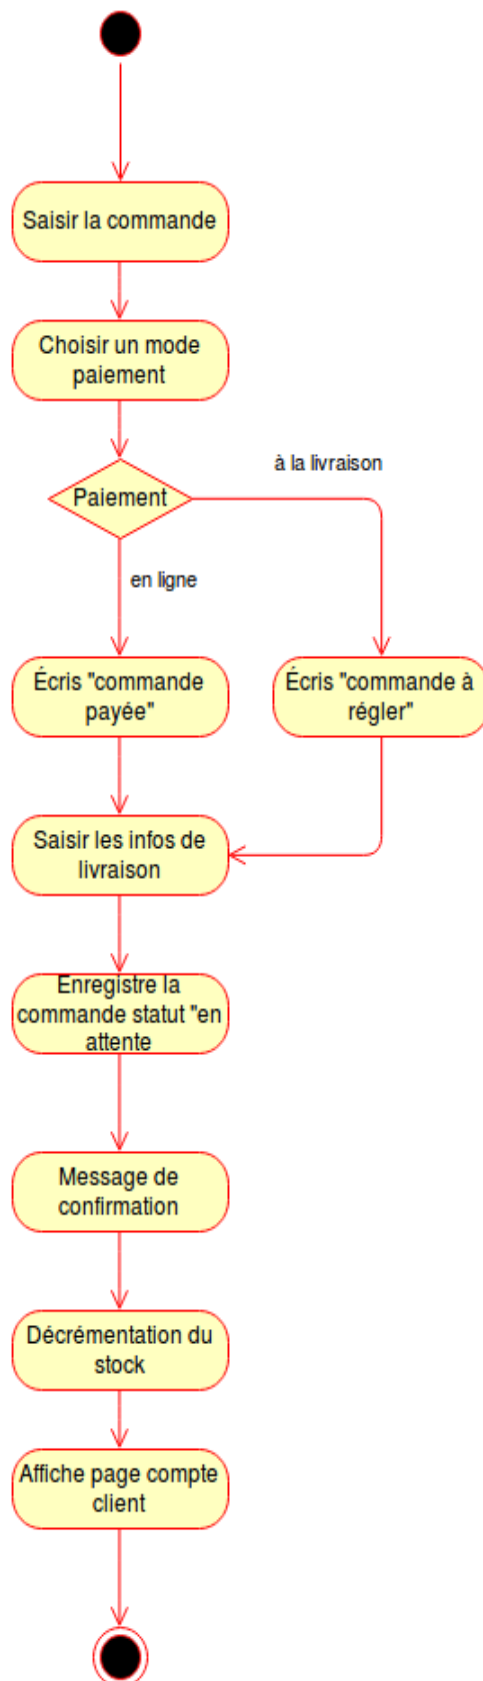 Saisir la commande
Choisir un mode
paiement
à la livraison
Paiement
en ligne
Écris "commande
payée"
Écris "commande à
régler"
Saisir les infos de
livraison
Enregistre la
commande statut "en
attente
Message de
confirmation
Décrémentation du
stock
Affiche page compte
client